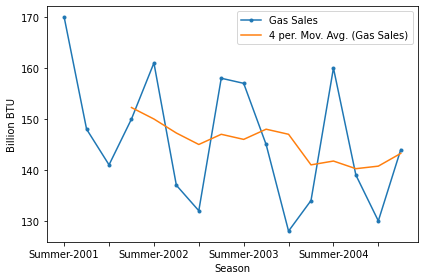 170
160
150
140
130
Billion BTU
Gas Sales
4 per. Mov. Avg. (Gas Sales)
Summer-2001 Summer-2002 Summer-2003 Summer-2004
Season